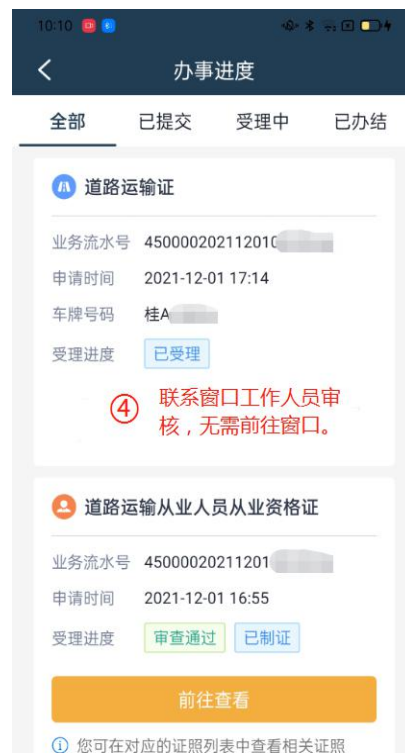 10:10
办事进度
全部 已提交 受理中 已办结
道路运输证
业务流水号 45000020211201
申请时间 2021-12-01 17:14
车牌号码 桂A
受理进度 已受理
④ 联系窗口工作人员审
核，无需前往窗口。
道路运输从业人员从业资格证
业务流水号 45000020211201
申请时间 2021-12-01 16:55
受理进度 审查通过 已制证
前往查看
您可在对应的证照列表中查看相关证照